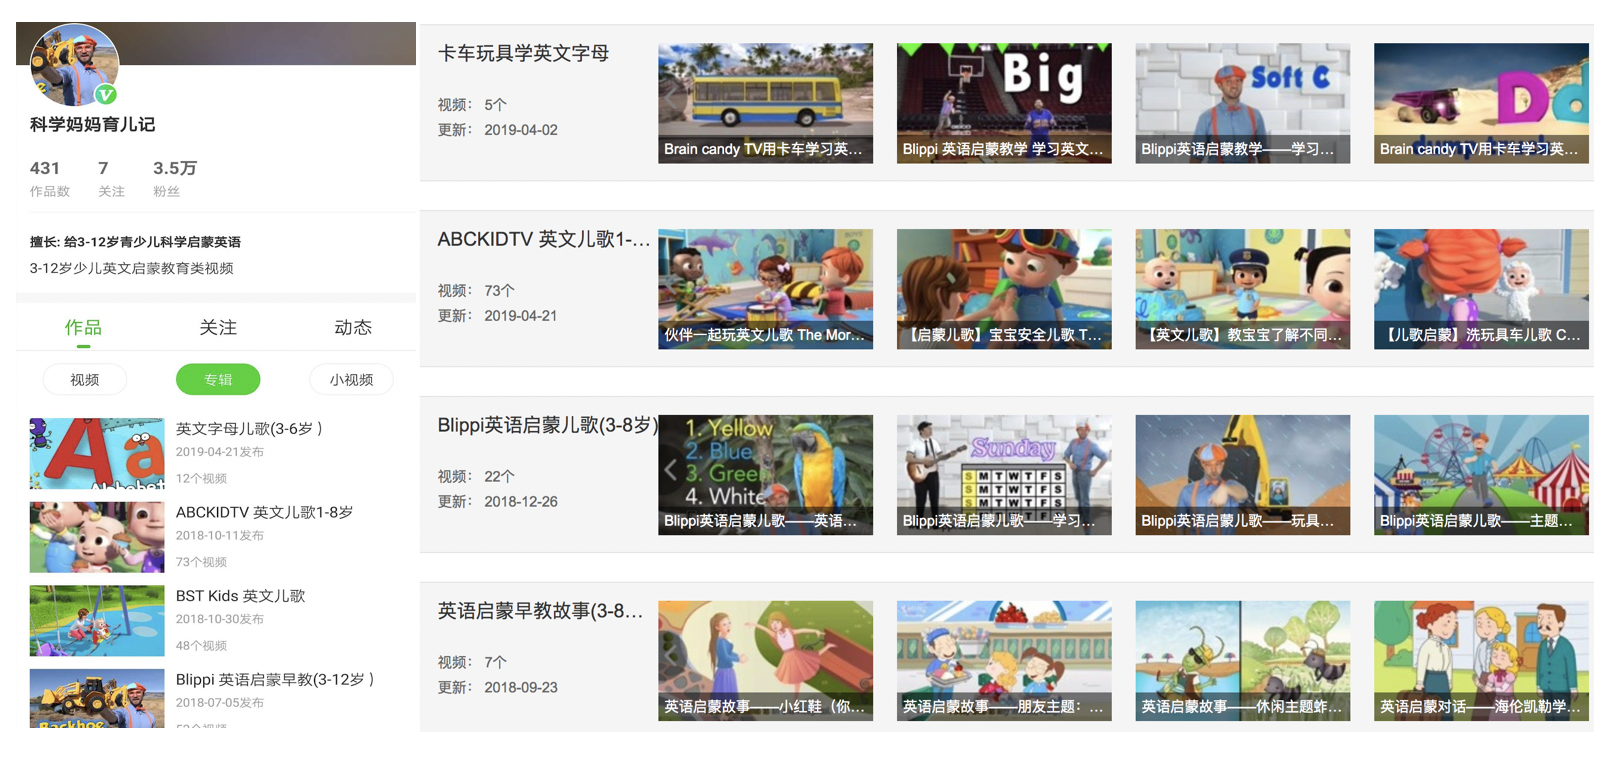 科学妈妈育儿记
431 7 3.5万
作品数 关注 粉丝
擅长: 给3-12岁青少儿科学启蒙英语
3-12岁少儿英文启蒙教育类视频
作品 关注 动态
视频 专辑 小视频
英文字母儿歌(3-6岁)
2019-04-21发布
12个视频
ABCKIDTV 英文儿歌1-8岁
2018-10-11发布
73个视频
BST Kids 英文儿歌
2018-10-30发布
48个视频
Blippi 英语启蒙早教(3-12岁)
2018-07-05发布
Backhoe
卡车玩具学英文字母
视频： 5个
更新： 2019-04-02
Brain candy TV用卡车学习英...
Big
Blippi 英语启蒙教学 学习英文...
Soft C
Blippi英语启蒙教学——学习...
Dd
Brain candy TV用卡车学习英...
ABCKIDTV 英文儿歌1-...
视频： 73个
更新： 2019-04-21
伙伴一起玩英文儿歌 The Mor...
【启蒙儿歌】宝宝安全儿歌 T...
【英文儿歌】教宝宝了解不同...
【儿歌启蒙】洗玩具车儿歌 C...
Blippi英语启蒙儿歌(3-8岁)
视频： 22个
更新： 2018-12-26
1. Yellow
2. Blue
3. Green
4. White
Blippi英语启蒙儿歌——英语...
Sunday
S M T W T F S
S M T W T F S
S M T W T F S
S M T W T F S
Blippi英语启蒙儿歌——学习...
Blippi英语启蒙儿歌——玩具...
Blippi英语启蒙儿歌——主题...
英语启蒙早教故事(3-8...
视频： 7个
更新： 2018-09-23
英语启蒙故事——小红鞋（你...
英语启蒙故事——朋友主题：...
英语启蒙故事——休闲主题蚱...
英语启蒙对话——海伦凯勒学...